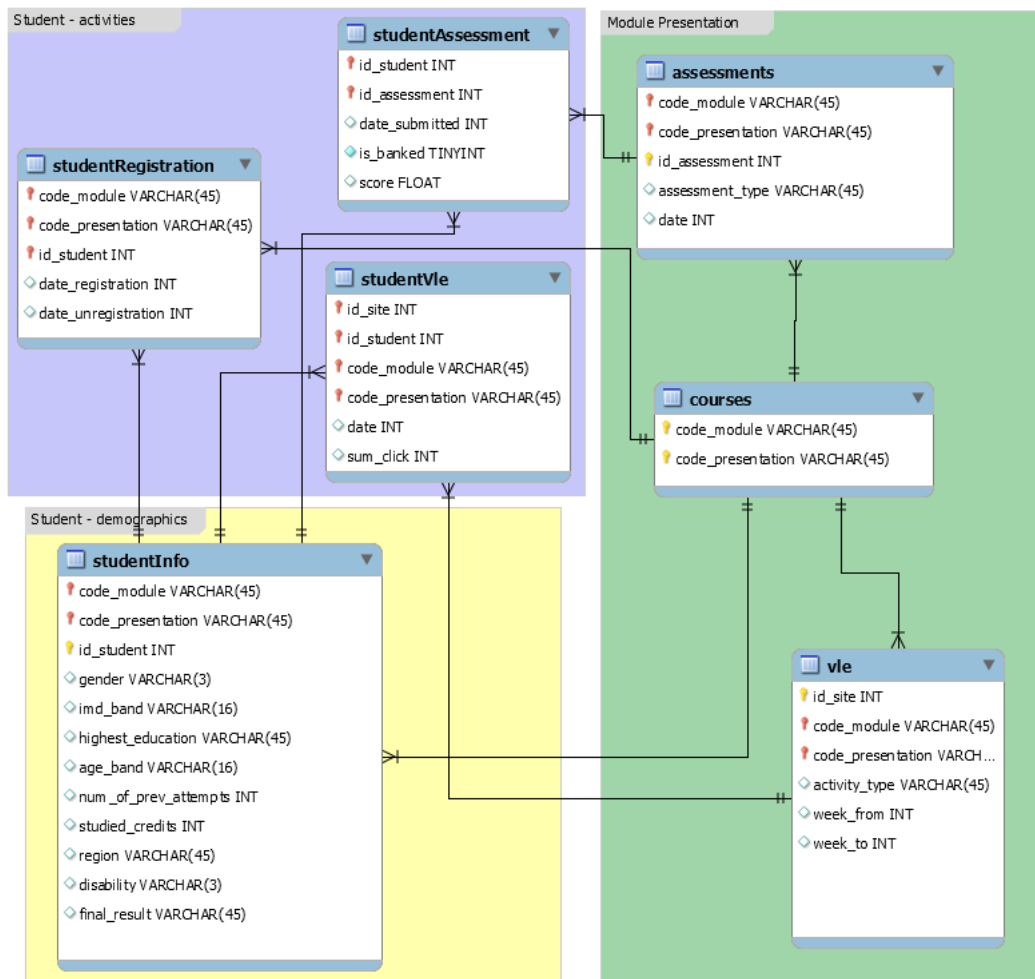 Student - activities
studentAssessment
id_student INT
id_assessment INT
date_submitted INT
is_banked TINYINT
score FLOAT
studentRegistration
code_module VARCHAR(45)
code_presentation VARCHAR(45)
id_student INT
date_registration INT
date_unregistration INT
studentVle
id_site INT
id_student INT
code_module VARCHAR(45)
code_presentation VARCHAR(45)
date INT
sum_click INT
Module Presentation
assessments
code_module VARCHAR(45)
code_presentation VARCHAR(45)
id_assessment INT
assessment_type VARCHAR(45)
date INT
courses
code_module VARCHAR(45)
code_presentation VARCHAR(45)
Student - demographics
studentInfo
code_module VARCHAR(45)
code_presentation VARCHAR(45)
id_student INT
gender VARCHAR(3)
imd_band VARCHAR(16)
highest_education VARCHAR(45)
age_band VARCHAR(16)
num_of_prev_attempts INT
studied_credits INT
region VARCHAR(45)
disability VARCHAR(3)
final_result VARCHAR(45)
vle
id_site INT
code_module VARCHAR(45)
code_presentation VARCH...
activity_type VARCHAR(45)
week_from INT
week_to INT